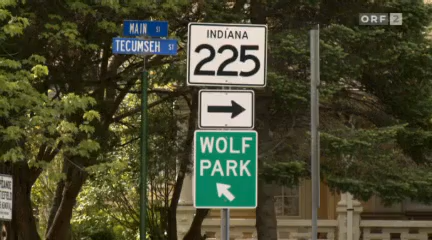 ORF 2
MAIN ST
TECUMSEH ST
INDIANA
225
WOLF
PARK